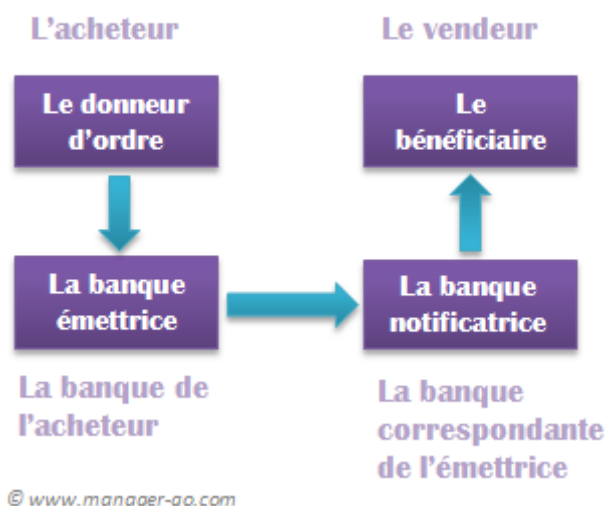 L'acheteur
Le vendeur
Le donneur
d'ordre
Le
bénéficiaire
La banque
émettrice
La banque
notificatrice
La banque de
l'acheteur
La banque
correspondante
de l'émettrice
© www.manager-go.com